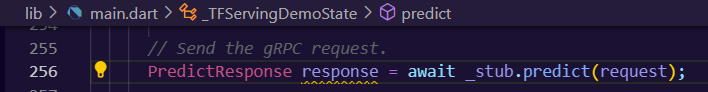 lib > main.dart > _TFServingDemoState > predict
255 // Send the gRPC request.
256 PredictResponse response = await _stub.predict(request);